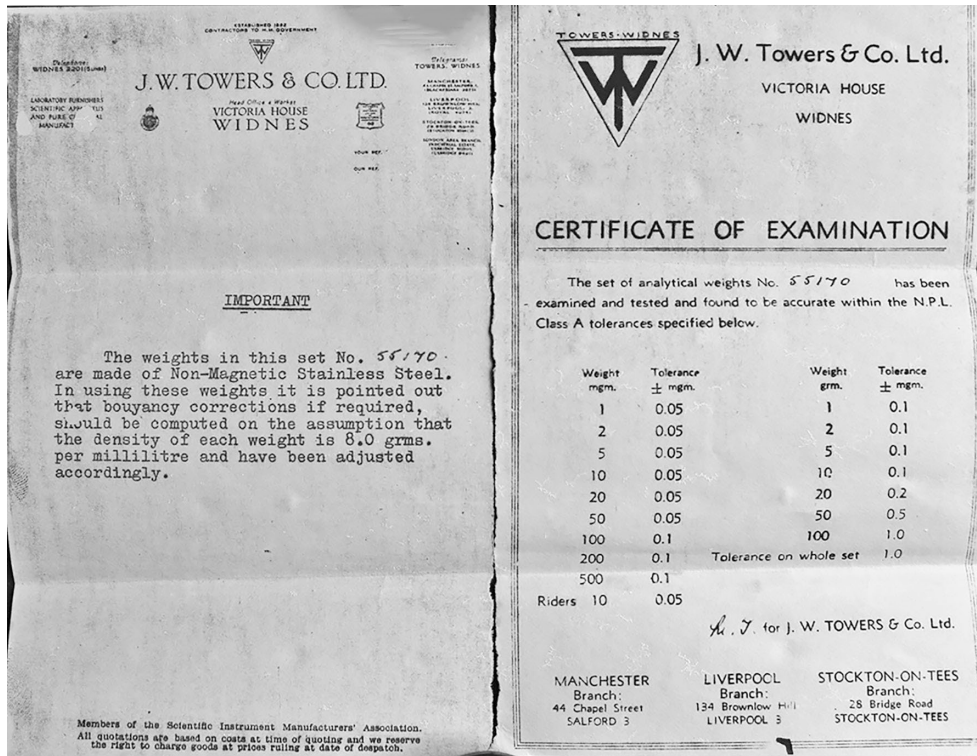 ESTABLISHED 1882
CONTRACTORS TO H.M. GOVERNMENT
Telephone:
WIDNES 2201
Telegrams:
TOWERS, WIDNES
J.W. TOWERS & CO. LTD.
Head Office & Works
VICTORIA HOUSE
WIDNES
LABORATORY FURNISHERS
SCIENTIFIC
AND PURE
MANCHESTER,
LIVERPOOL,
STOCKTON-ON-TEES,
LONDON AREA BRANCH,
YOUR REF.
OUR REF.
IMPORTANT
The weights in this set No. 55170.
are made of Non-Magnetic Stainless Steel.
In using these weights it is pointed out
that bouyancy corrections if required,
should be computed on the assumption that
the density of each weight is 8.0 grms.
per millilitre and have been adjusted
accordingly.
Members of the Scientific Instrument Manufacturers' Association.
All quotations are based on costs at time of quoting and we reserve
the right to charge goods at prices ruling at date of despatch.
TOWERS·WIDNES
TW
J. W. Towers & Co. Ltd.
VICTORIA HOUSE
WIDNES
CERTIFICATE OF EXAMINATION
The set of analytical weights No. 55170 has been
examined and tested and found to be accurate within the N.P.L.
Class A tolerances specified below.
Weight Tolerance Weight Tolerance
mgm. ± mgm. grm. ± mgm.
1 0.05 1 0.1
2 0.05 2 0.1
5 0.05 5 0.1
10 0.05 10 0.1
20 0.05 20 0.2
50 0.05 50 0.5
100 0.1 100 1.0
200 0.1 Tolerance on whole set 1.0
500 0.1
Riders 10 0.05
for J. W. TOWERS & Co. Ltd.
MANCHESTER LIVERPOOL STOCKTON-ON-TEES
Branch: Branch: Branch:
44 Chapel Street 134 Brownlow Hill 28 Bridge Road
SALFORD 3 LIVERPOOL 3 STOCKTON-ON-TEES